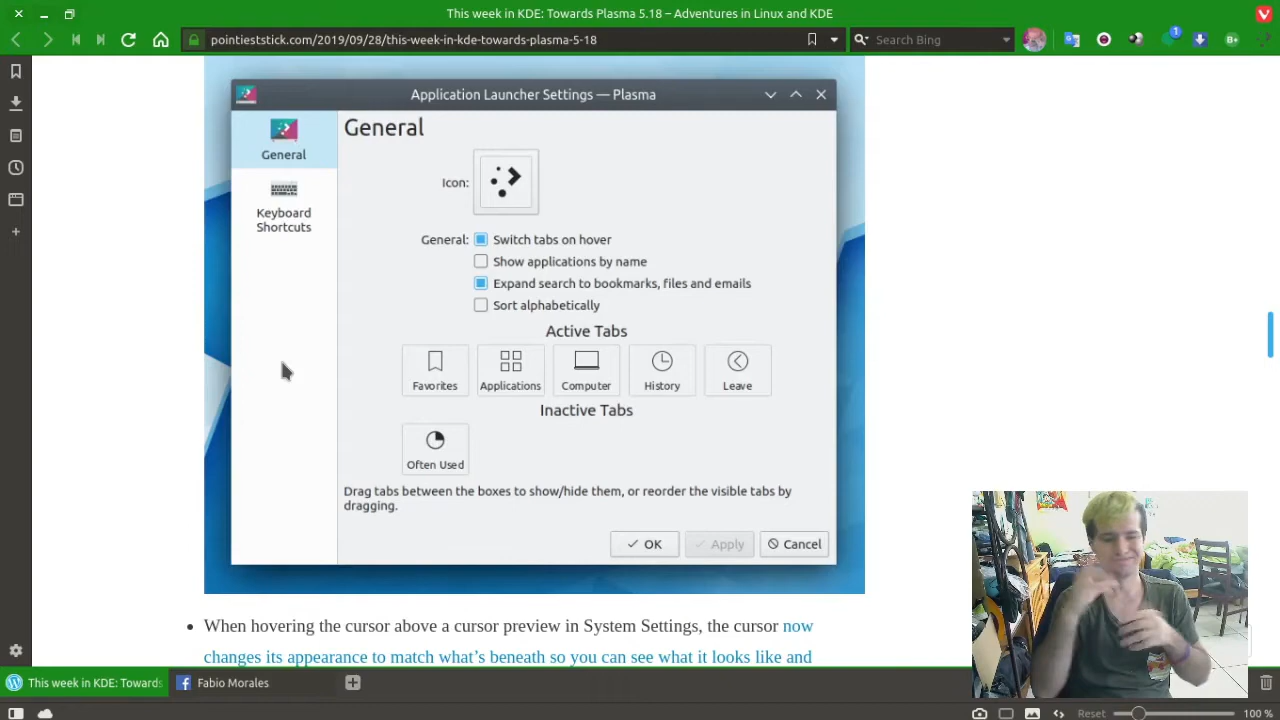 This week in KDE: Towards Plasma 5.18 – Adventures in Linux and KDE
pointieststick.com/2019/09/28/this-week-in-kde-towards-plasma-5-18
Search Bing
1
Application Launcher Settings — Plasma
General
General
Icon:
Keyboard
Shortcuts
General:
Switch tabs on hover
Show applications by name
Expand search to bookmarks, files and emails
Sort alphabetically
Active Tabs
Favorites
Applications
Computer
History
Leave
Inactive Tabs
Often Used
Drag tabs between the boxes to show/hide them, or reorder the visible tabs by
dragging.
OK
Apply
Cancel
When hovering the cursor above a cursor preview in System Settings, the cursor now
changes its appearance to match what's beneath so you can see what it looks like and
This week in KDE: Towards
Fabio Morales
Reset
100 %